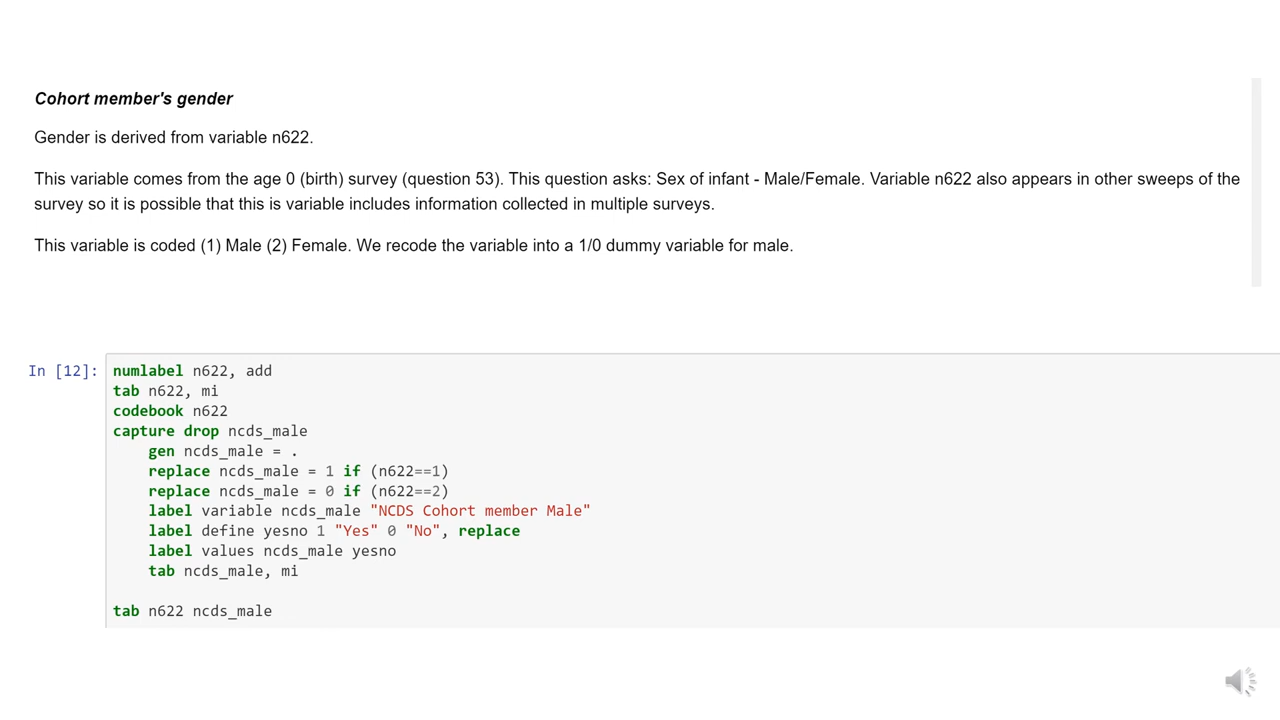 Cohort member's gender
Gender is derived from variable n622.
This variable comes from the age 0 (birth) survey (question 53). This question asks: Sex of infant - Male/Female. Variable n622 also appears in other sweeps of the
survey so it is possible that this is variable includes information collected in multiple surveys.
This variable is coded (1) Male (2) Female. We recode the variable into a 1/0 dummy variable for male.
In [12]:
numlabel n622, add
tab n622, mi
codebook n622
capture drop ncds_male
gen ncds_male = .
replace ncds_male = 1 if (n622==1)
replace ncds_male = 0 if (n622==2)
label variable ncds_male "NCDS Cohort member Male"
label define yesno 1 "Yes" 0 "No", replace
label values ncds_male yesno
tab ncds_male, mi
tab n622 ncds_male